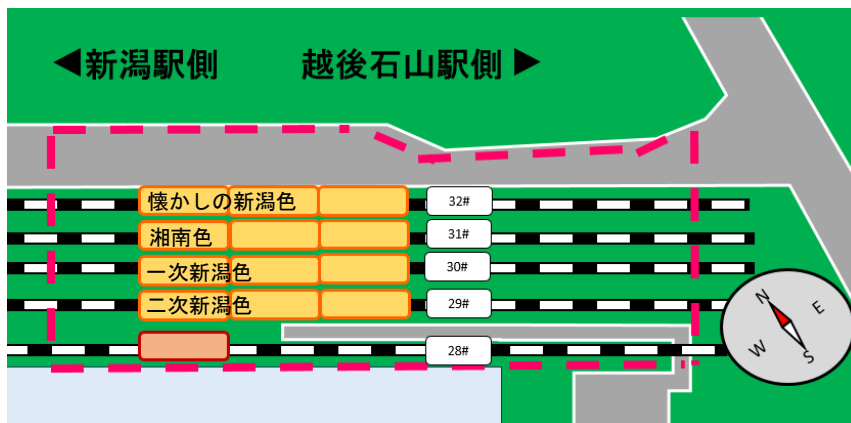 ◀新潟駅側 越後石山駅側▶
懐かしの新潟色 32#
湘南色 31#
一次新潟色 30#
二次新潟色 29#
28#
N
E
W
S